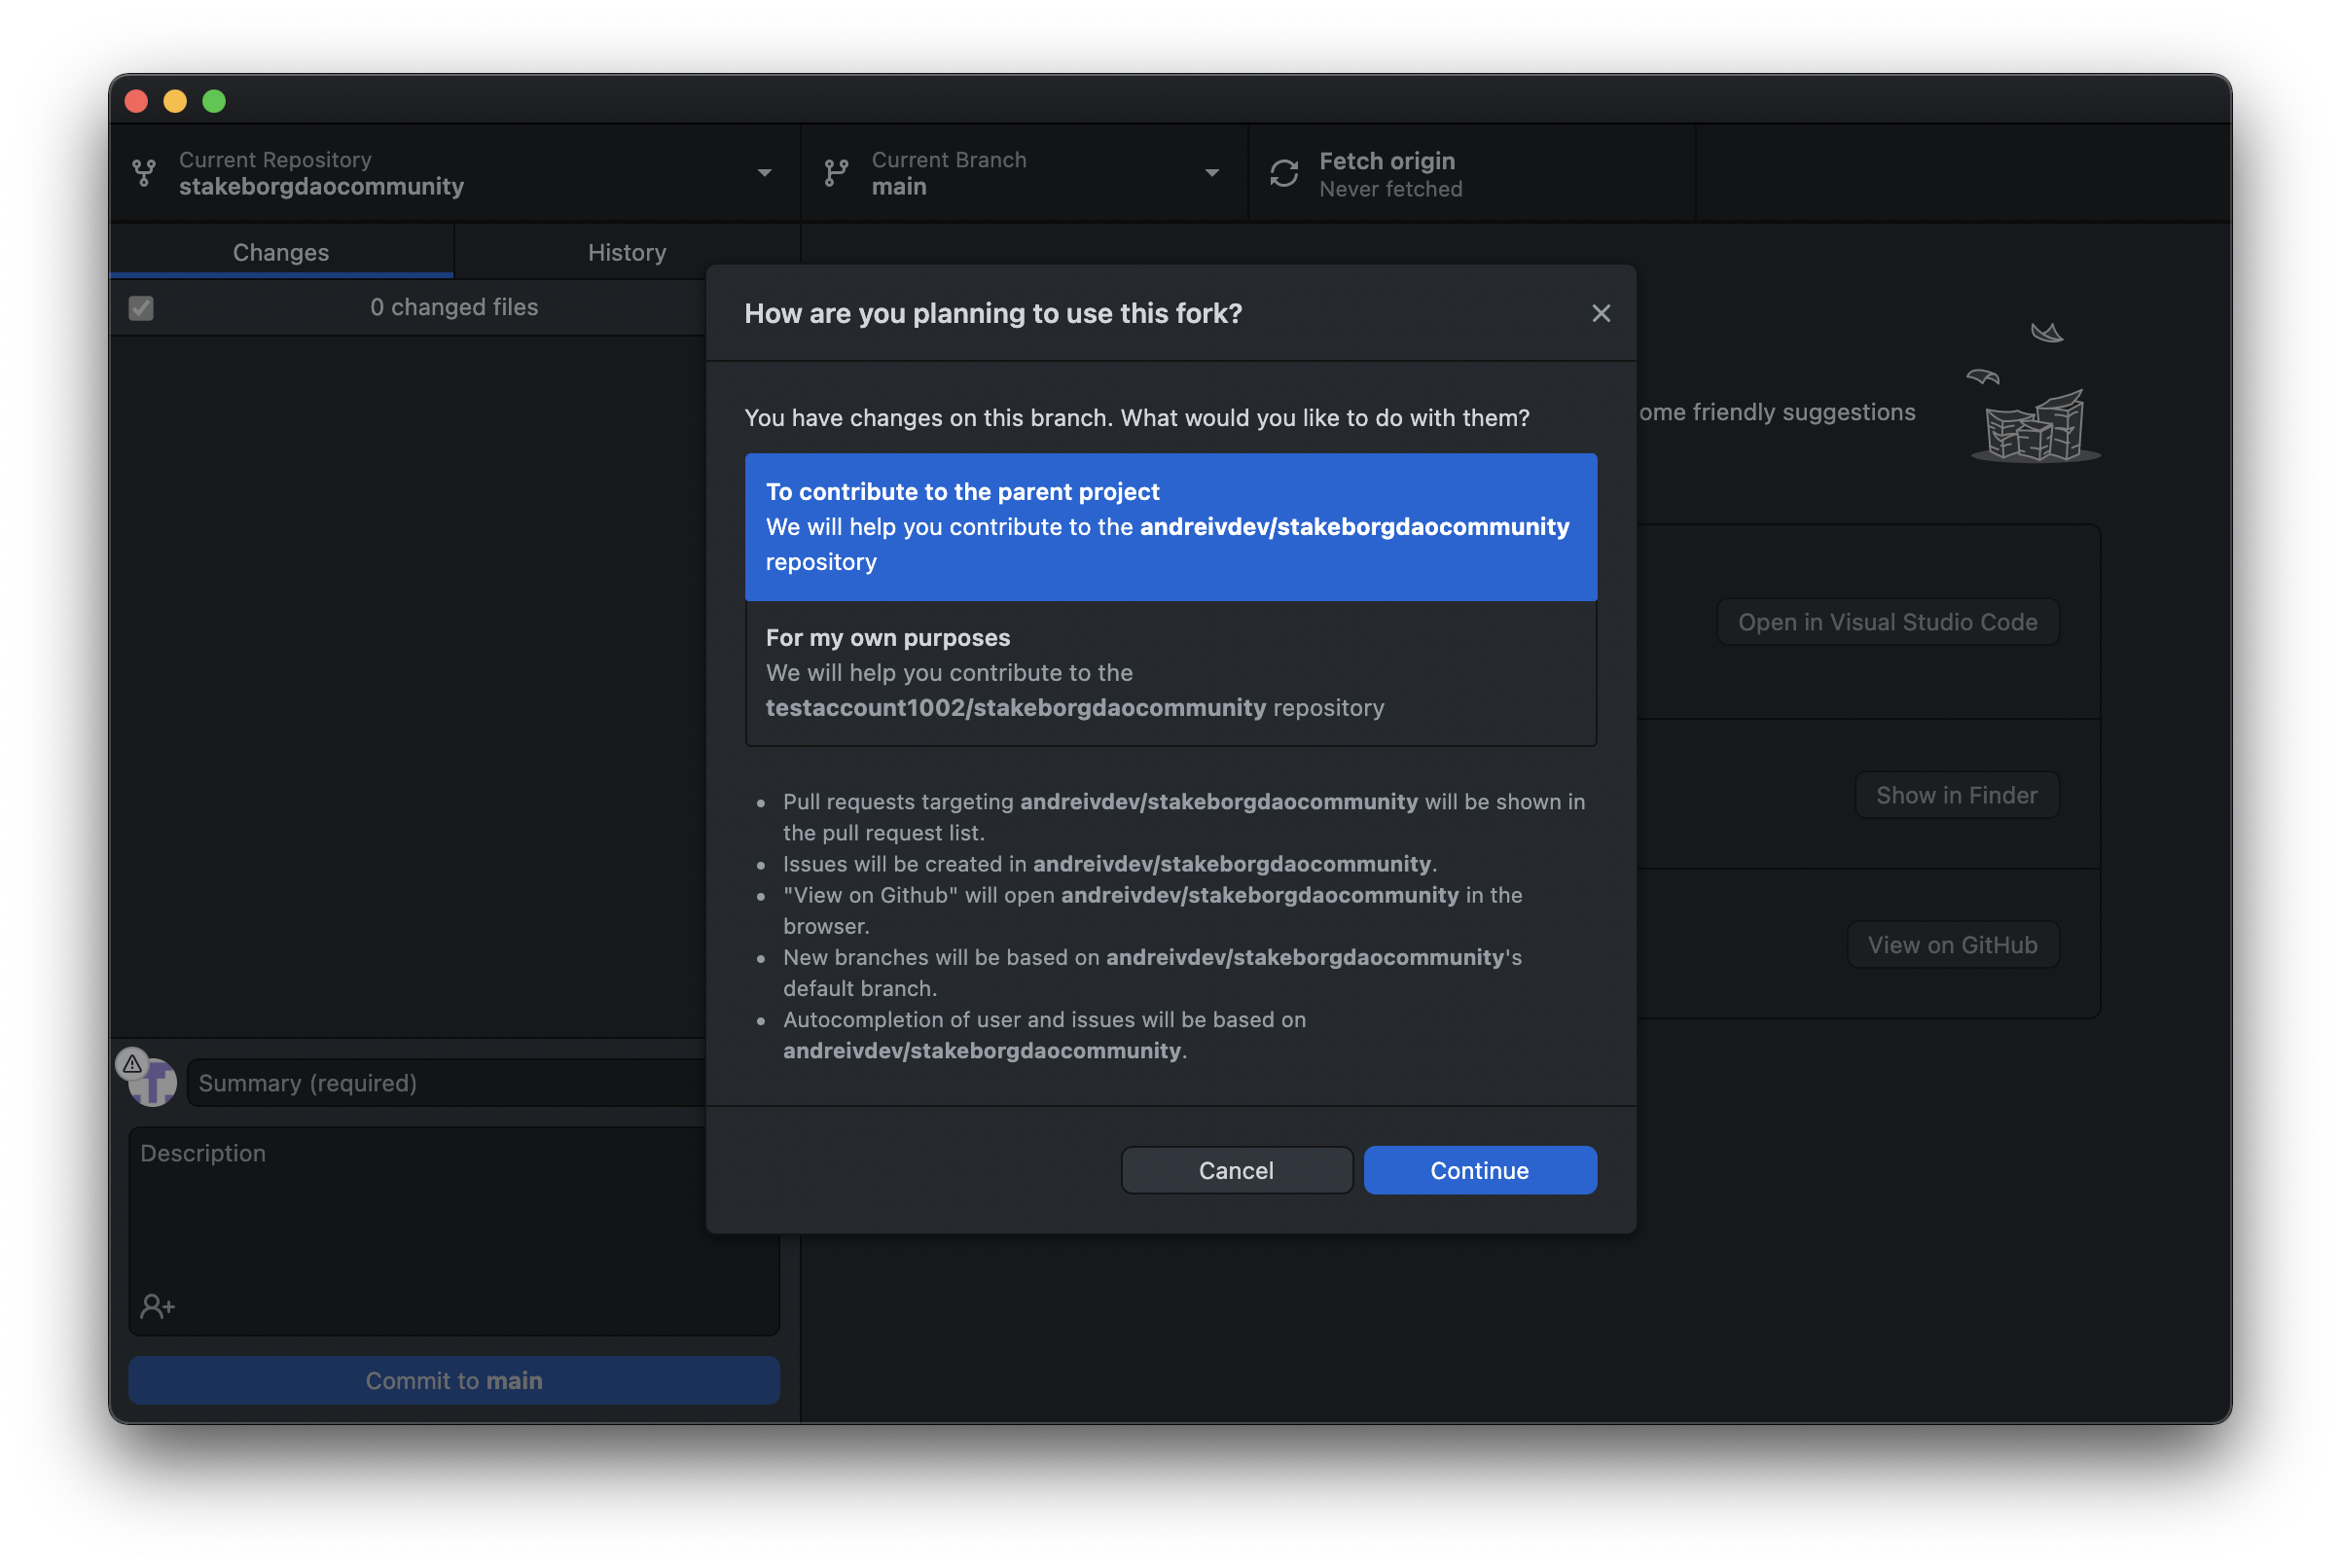 Current Repository
stakeborgdaocommunity
Current Branch
main
Fetch origin
Never fetched
Changes
History
0 changed files
How are you planning to use this fork?
You have changes on this branch. What would you like to do with them?
To contribute to the parent project
We will help you contribute to the andreivdev/stakeborgdaocommunity
repository
For my own purposes
We will help you contribute to the
testaccount1002/stakeborgdaocommunity repository
Pull requests targeting andreivdev/stakeborgdaocommunity will be shown in
the pull request list.
Issues will be created in andreivdev/stakeborgdaocommunity.
"View on Github" will open andreivdev/stakeborgdaocommunity in the
browser.
New branches will be based on andreivdev/stakeborgdaocommunity's
default branch.
Autocompletion of user and issues will be based on
andreivdev/stakeborgdaocommunity.
Cancel
Continue
ome friendly suggestions
Open in Visual Studio Code
Show in Finder
View on GitHub
Summary (required)
Description
Commit to main